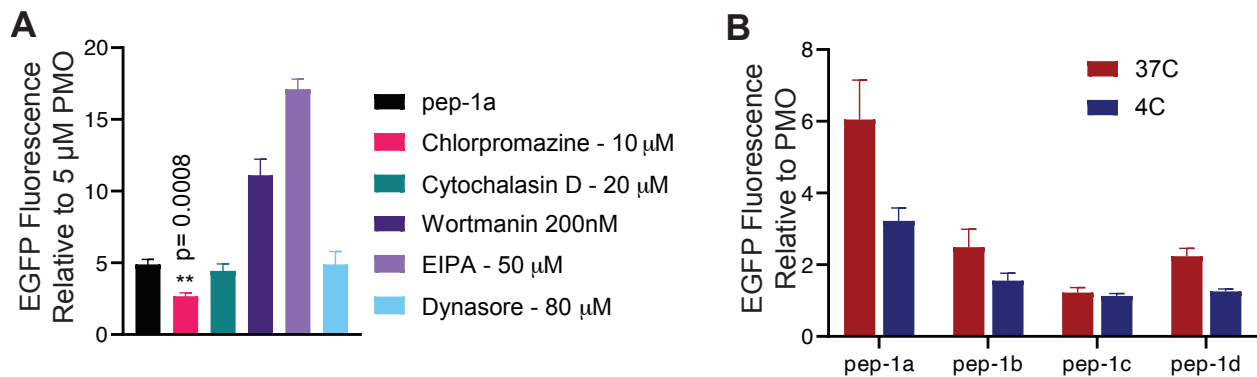 A
EGFP Fluorescence
Relative to 5 μM PMO
20
15
10
5
0
** p= 0.0008
pep-1a
Chlorpromazine - 10 μM
Cytochalasin D - 20 μM
Wortmanin 200nM
EIPA - 50 μM
Dynasore - 80 μM
B
EGFP Fluorescence
Relative to PMO
8
6
4
2
0
37C
4C
pep-1a
pep-1b
pep-1c
pep-1d